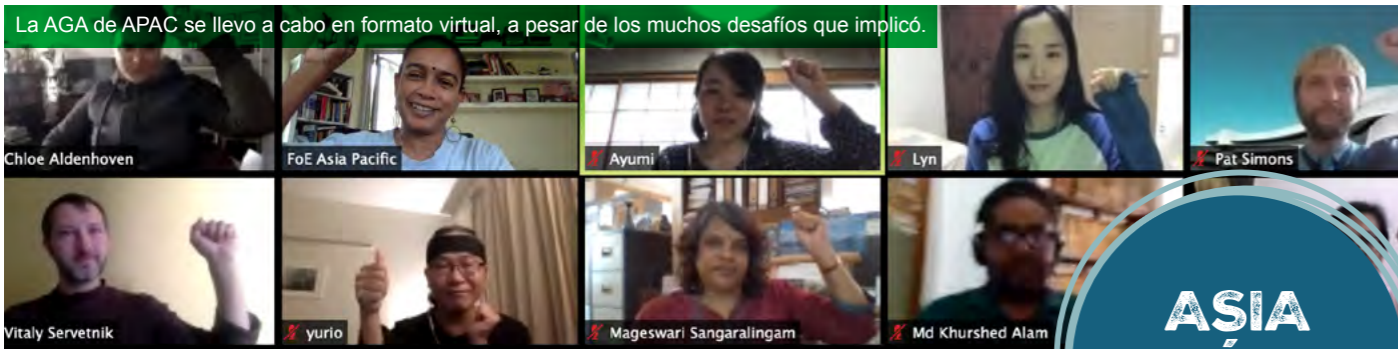 La AGA de APAC se llevo a cabo en formato virtual, a pesar de los muchos desafíos que implicó.
Chloe Aldenhoven
FoE Asia Pacific
Ayumi
Lyn
Pat Simons
Vitaly Servetnik
yurio
Mageswari Sangaralingam
Md Khurshed Alam
ASIA